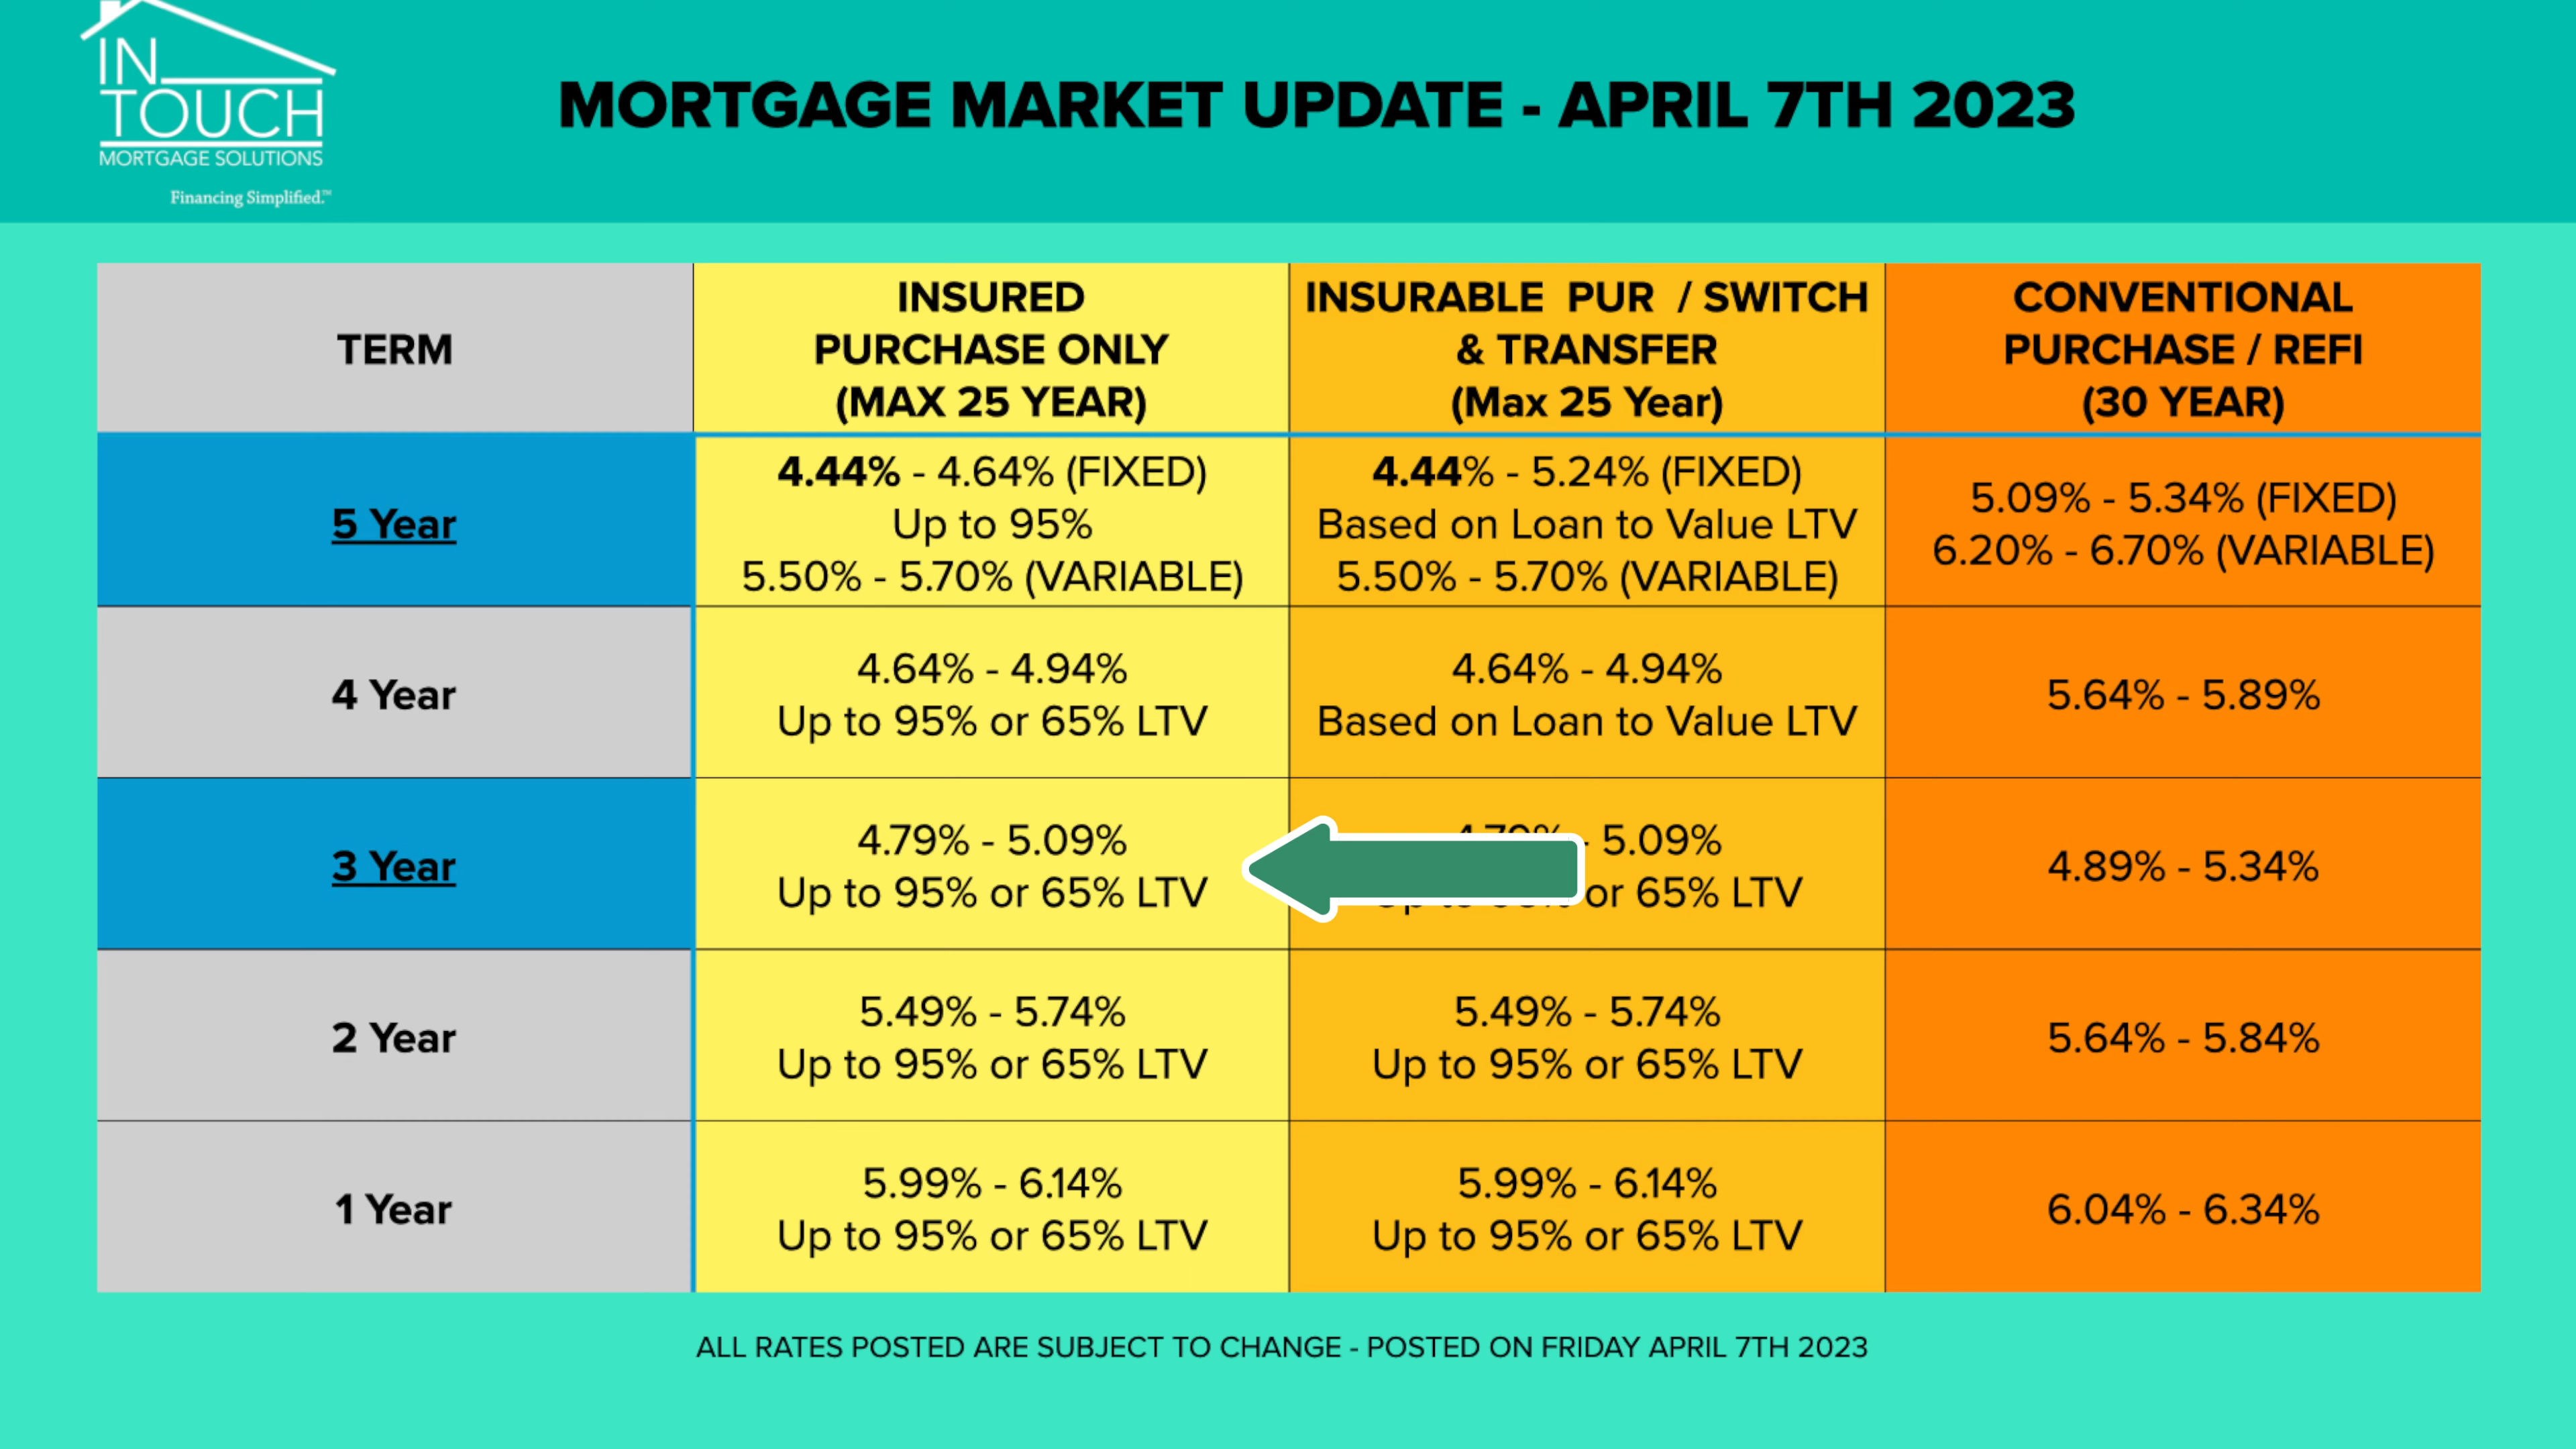 IN
TOUCH
MORTGAGE SOLUTIONS
Financing Simplified.™
MORTGAGE MARKET UPDATE - APRIL 7TH 2023
TERM
INSURED
PURCHASE ONLY
(MAX 25 YEAR)
INSURABLE PUR / SWITCH
& TRANSFER
(Max 25 Year)
CONVENTIONAL
PURCHASE / REFI
(30 YEAR)
5 Year
4.44% - 4.64% (FIXED)
Up to 95%
5.50% - 5.70% (VARIABLE)
4.44% - 5.24% (FIXED)
Based on Loan to Value LTV
5.50% - 5.70% (VARIABLE)
5.09% - 5.34% (FIXED)
6.20% - 6.70% (VARIABLE)
4 Year
4.64% - 4.94%
Up to 95% or 65% LTV
4.64% - 4.94%
Based on Loan to Value LTV
5.64% - 5.89%
3 Year
4.79% - 5.09%
Up to 95% or 65% LTV
- 5.09%
or 65% LTV
4.89% - 5.34%
2 Year
5.49% - 5.74%
Up to 95% or 65% LTV
5.49% - 5.74%
Up to 95% or 65% LTV
5.64% - 5.84%
1 Year
5.99% - 6.14%
Up to 95% or 65% LTV
5.99% - 6.14%
Up to 95% or 65% LTV
6.04% - 6.34%
ALL RATES POSTED ARE SUBJECT TO CHANGE - POSTED ON FRIDAY APRIL 7TH 2023